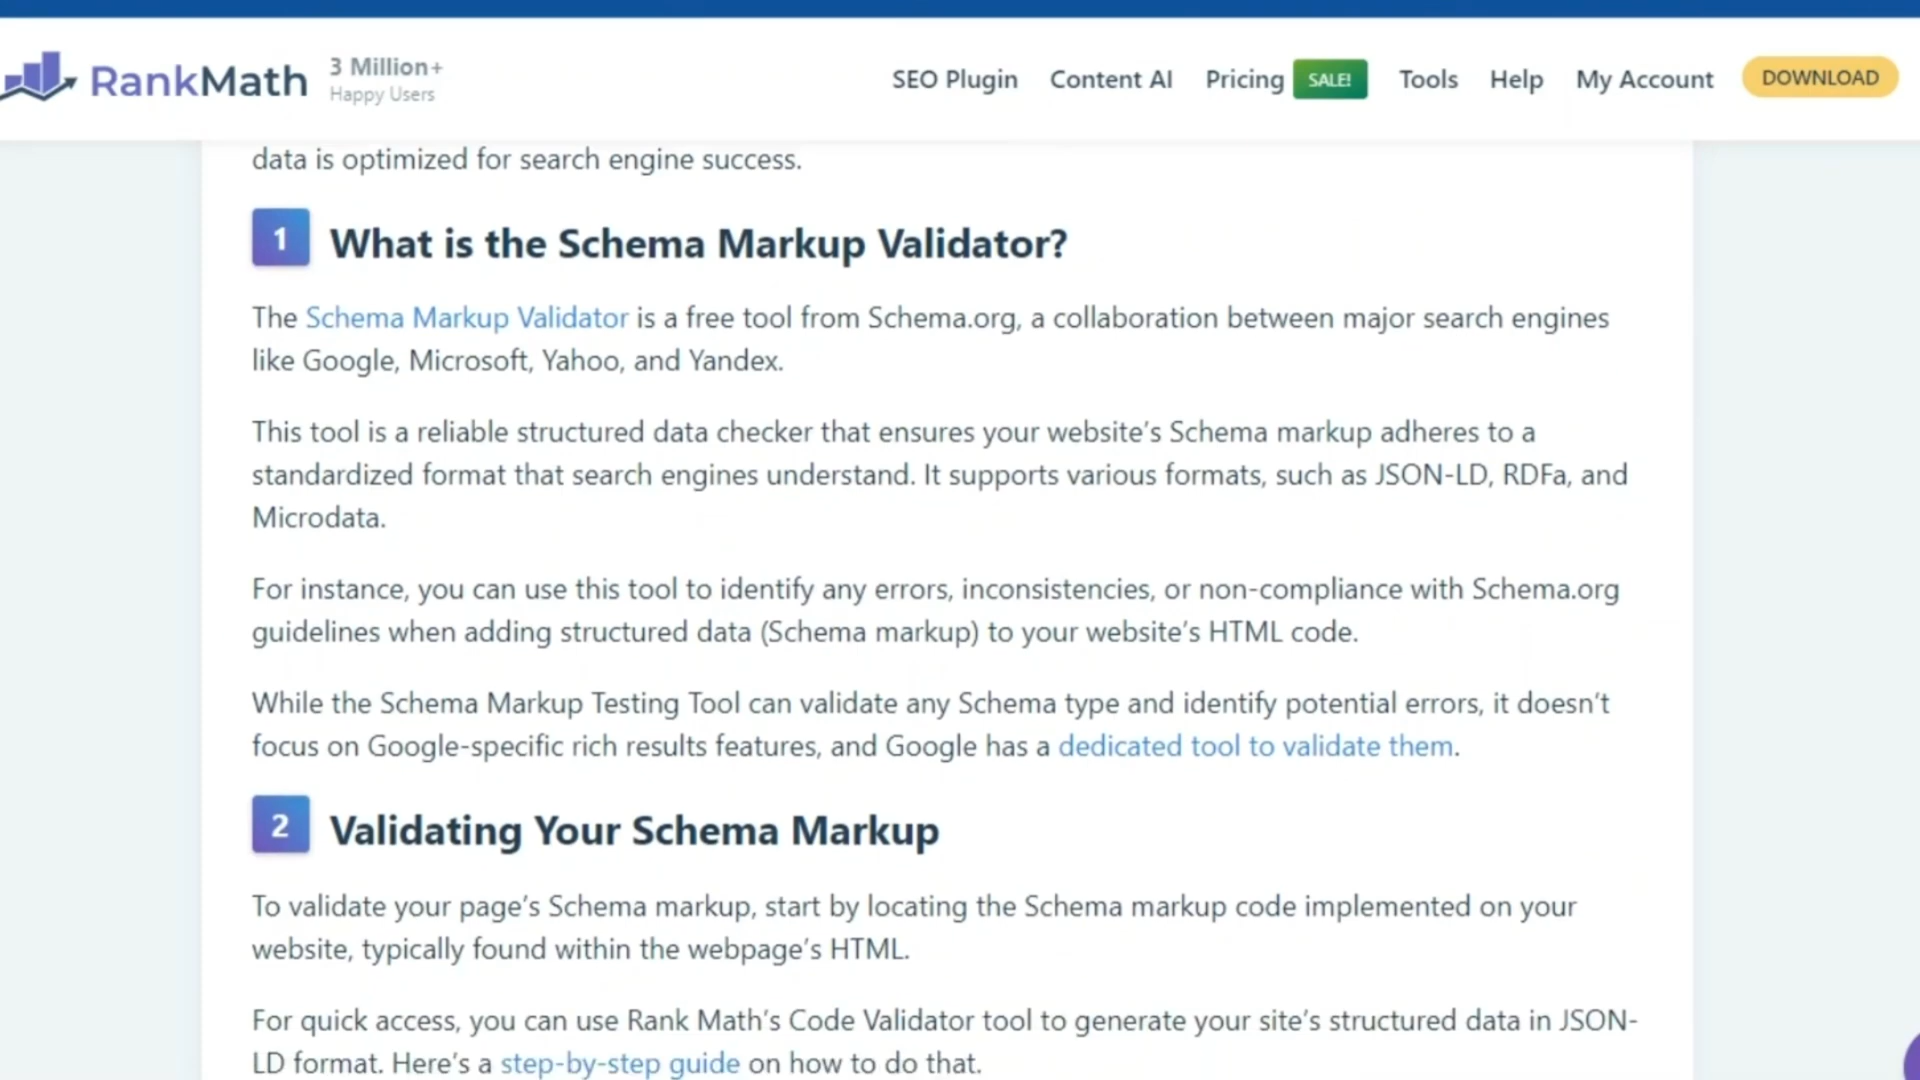 RankMath
3 Million+
Happy Users
SEO Plugin Content AI Pricing SALE! Tools Help My Account DOWNLOAD
data is optimized for search engine success.
1 What is the Schema Markup Validator?
The Schema Markup Validator is a free tool from Schema.org, a collaboration between major search engines
like Google, Microsoft, Yahoo, and Yandex.
This tool is a reliable structured data checker that ensures your website’s Schema markup adheres to a
standardized format that search engines understand. It supports various formats, such as JSON-LD, RDFa, and
Microdata.
For instance, you can use this tool to identify any errors, inconsistencies, or non-compliance with Schema.org
guidelines when adding structured data (Schema markup) to your website’s HTML code.
While the Schema Markup Testing Tool can validate any Schema type and identify potential errors, it doesn’t
focus on Google-specific rich results features, and Google has a dedicated tool to validate them.
2 Validating Your Schema Markup
To validate your page’s Schema markup, start by locating the Schema markup code implemented on your
website, typically found within the webpage’s HTML.
For quick access, you can use Rank Math’s Code Validator tool to generate your site’s structured data in JSON-
LD format. Here’s a step-by-step guide on how to do that.